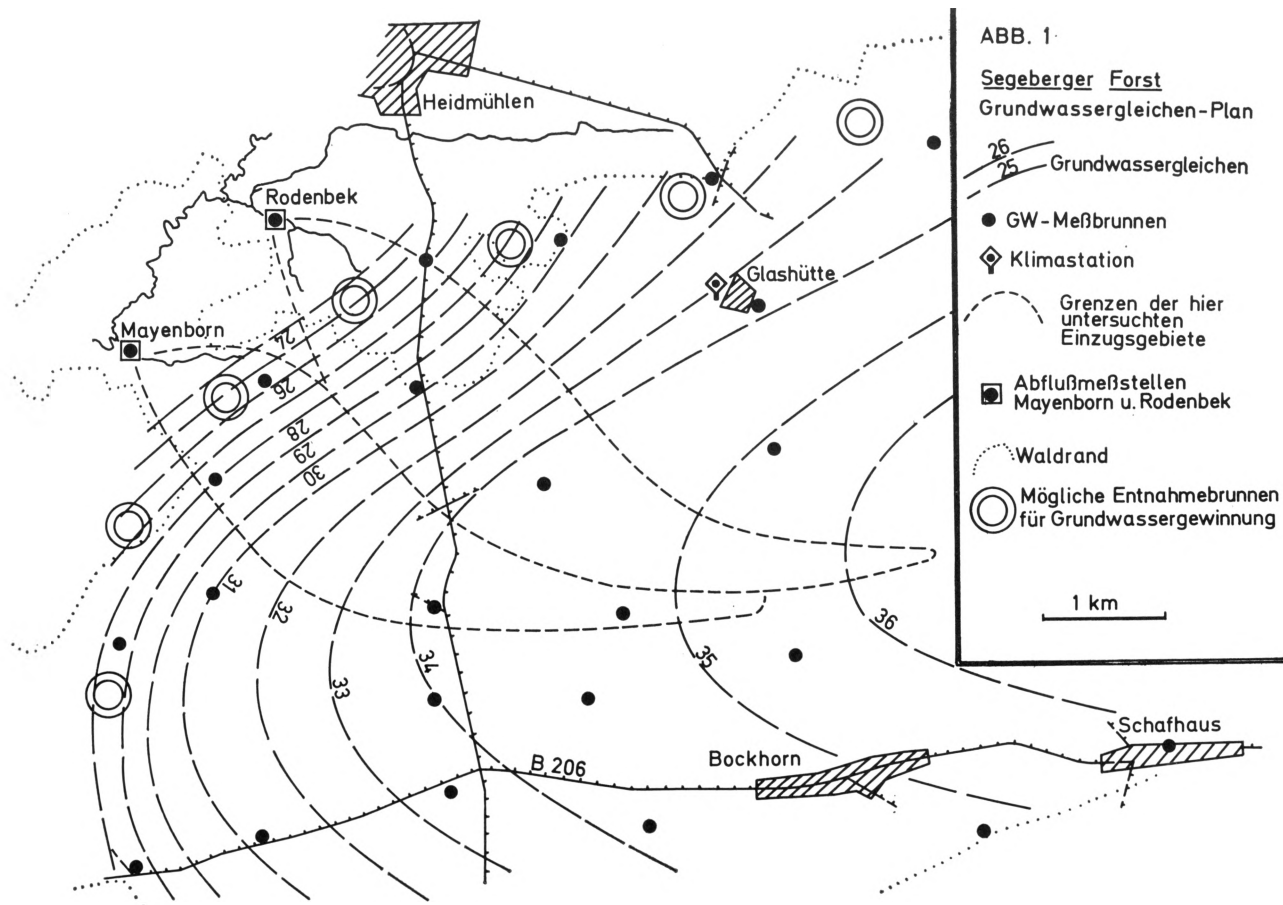 ABB. 1
Segeberger Forst
Grundwassergleichen-Plan
26
25
Grundwassergleichen
GW-Meßbrunnen
Klimastation
Grenzen der hier
untersuchten
Einzugsgebiete
Abflußmeßstellen
Mayenborn u. Rodenbek
Waldrand
Mögliche Entnahmebrunnen
für Grundwassergewinnung
1 km
Heidmühlen
Rodenbek
Glashütte
Mayenborn
24
26
28
29
30
31
32
33
34
35
36
Schafhaus
Bockhorn
B 206